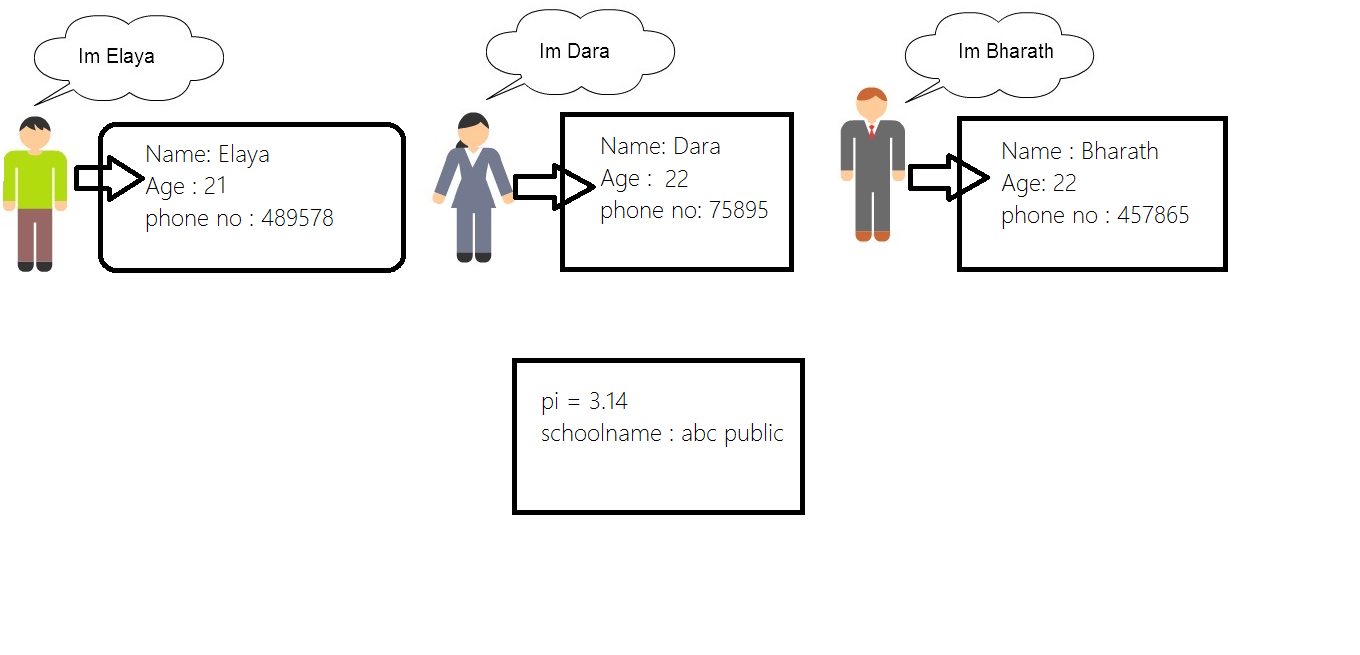 Im Elaya
Im Dara
Im Bharath
Name: Elaya
Age : 21
phone no : 489578
Name: Dara
Age :  22
phone no: 75895
Name : Bharath
Age: 22
phone no : 457865
pi = 3.14
schoolname : abc public